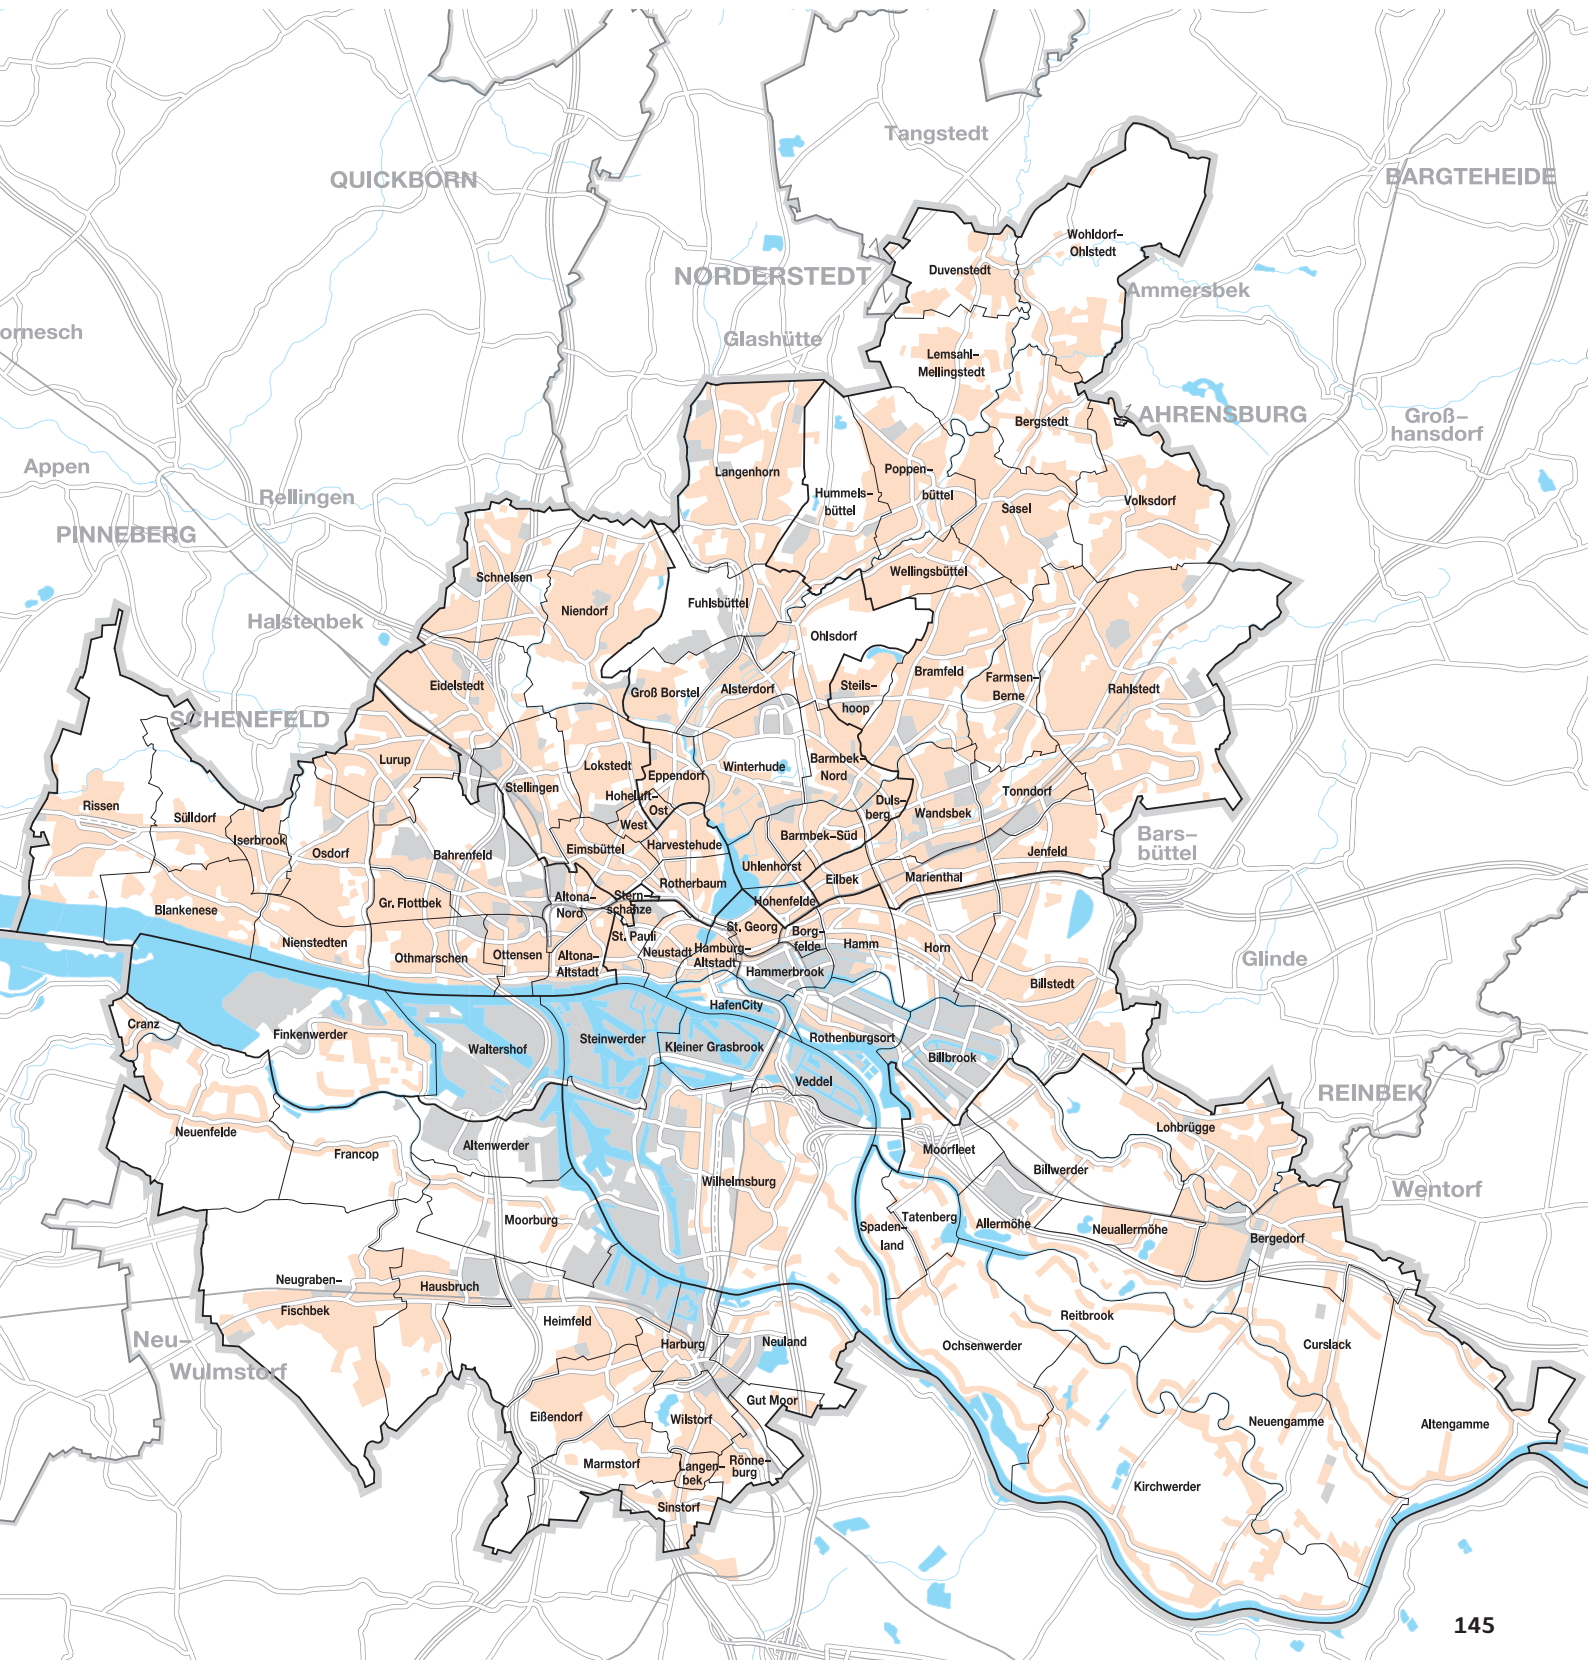 Tangstedt
QUICKBORN
BARGTEHEIDE
Wohldorf–
Ohlstedt
Duvenstedt
NORDERSTEDT
Ammersbek
ornesch
Glashütte
Lemsahl–
Mellingstedt
AHRENSBURG
Groß–
hansdorf
Bergstedt
Appen
Langenhorn
Poppen–
büttel
Rellingen
Hummels–
büttel
Volksdorf
Sasel
PINNEBERG
Schnelsen
Wellingsbüttel
Fuhlsbüttel
Niendorf
Halstenbek
Ohlsdorf
Eidelstedt
Groß Borstel
Alsterdorf
Steils–
hoop
Bramfeld
Farmsen–
Berne
Rahlstedt
SCHENEFELD
Lurup
Lokstedt
Eppendorf
Winterhude
Barmbek–
Nord
Stellingen
Tonndorf
Rissen
Sülldorf
Hoheluft–
Ost
West
Duls–
berg
Wandsbek
Iserbrook
Osdorf
Bahrenfeld
Eimsbüttel
Harvestehude
Barmbek–Süd
Bars–
büttel
Jenfeld
Uhlenhorst
Eilbek
Marienthal
Rotherbaum
Blankenese
Gr. Flottbek
Altona–
Nord
Stern–
schanze
Hohenfelde
St. Georg
Borg–
felde
Hamm
Horn
Nienstedten
Othmarschen
Ottensen
Altona–
Altstadt
St. Pauli
Neustadt
Hamburg–
Altstadt
Hammerbrook
Glinde
Billstedt
HafenCity
Cranz
Finkenwerder
Waltershof
Steinwerder
Kleiner Grasbrook
Rothenburgsort
Billbrook
Veddel
REINBEK
Neuenfelde
Francop
Altenwerder
Lohbrügge
Moorfleet
Billwerder
Wilhelmsburg
Wentorf
Moorburg
Spaden–
land
Tatenberg
Allermöhe
Neuallermöhe
Bergedorf
Neugraben–
Fischbek
Hausbruch
Heimfeld
Reitbrook
Neu–
Wulmstorf
Harburg
Neuland
Ochsenwerder
Curslack
Gut Moor
Eißendorf
Wilstorf
Neuengamme
Altengamme
Marmstorf
Langen–
bek
Rönne–
burg
Kirchwerder
Sinstorf
145